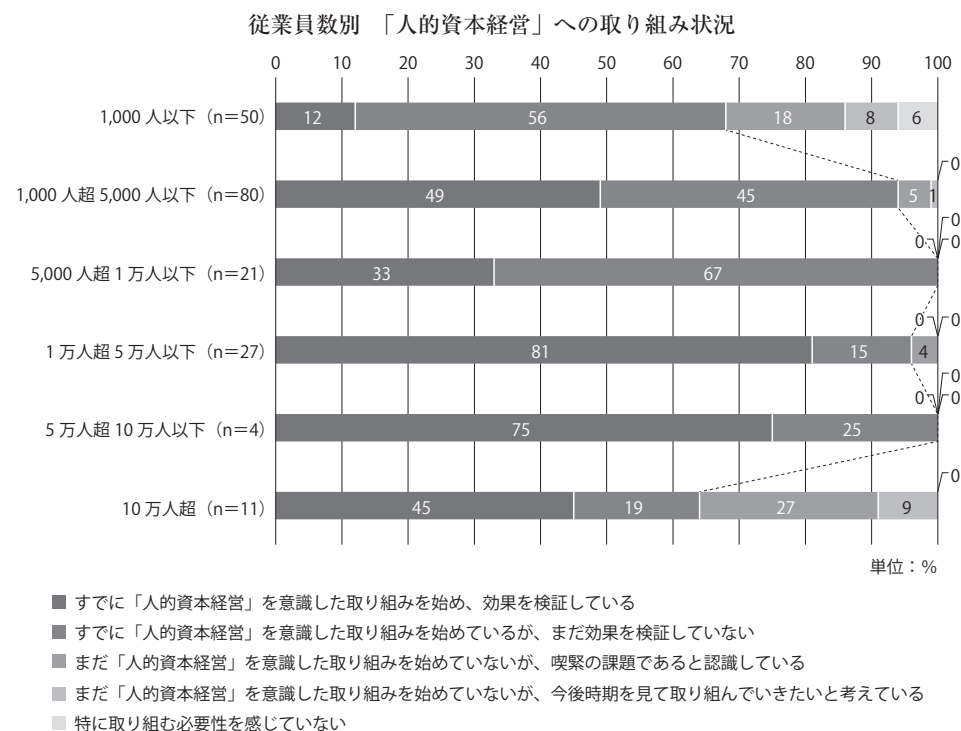 従業員数別 「人的資本経営」への取り組み状況
0 10 20 30 40 50 60 70 80 90 100
1,000 人以下（n＝50） 12 56 18 8 6
0
1,000 人超 5,000 人以下（n＝80） 49 45 5 1
0
0 0
5,000 人超 1 万人以下（n＝21） 33 67
0 0
1 万人超 5 万人以下（n＝27） 81 15 4
0
0 0
5 万人超 10 万人以下（n＝4） 75 25
0
10 万人超（n＝11） 45 19 27 9
単位：%
すでに「人的資本経営」を意識した取り組みを始め、効果を検証している
すでに「人的資本経営」を意識した取り組みを始めているが、まだ効果を検証していない
まだ「人的資本経営」を意識した取り組みを始めていないが、喫緊の課題であると認識している
まだ「人的資本経営」を意識した取り組みを始めていないが、今後時期を見て取り組んでいきたいと考えている
特に取り組む必要性を感じていない